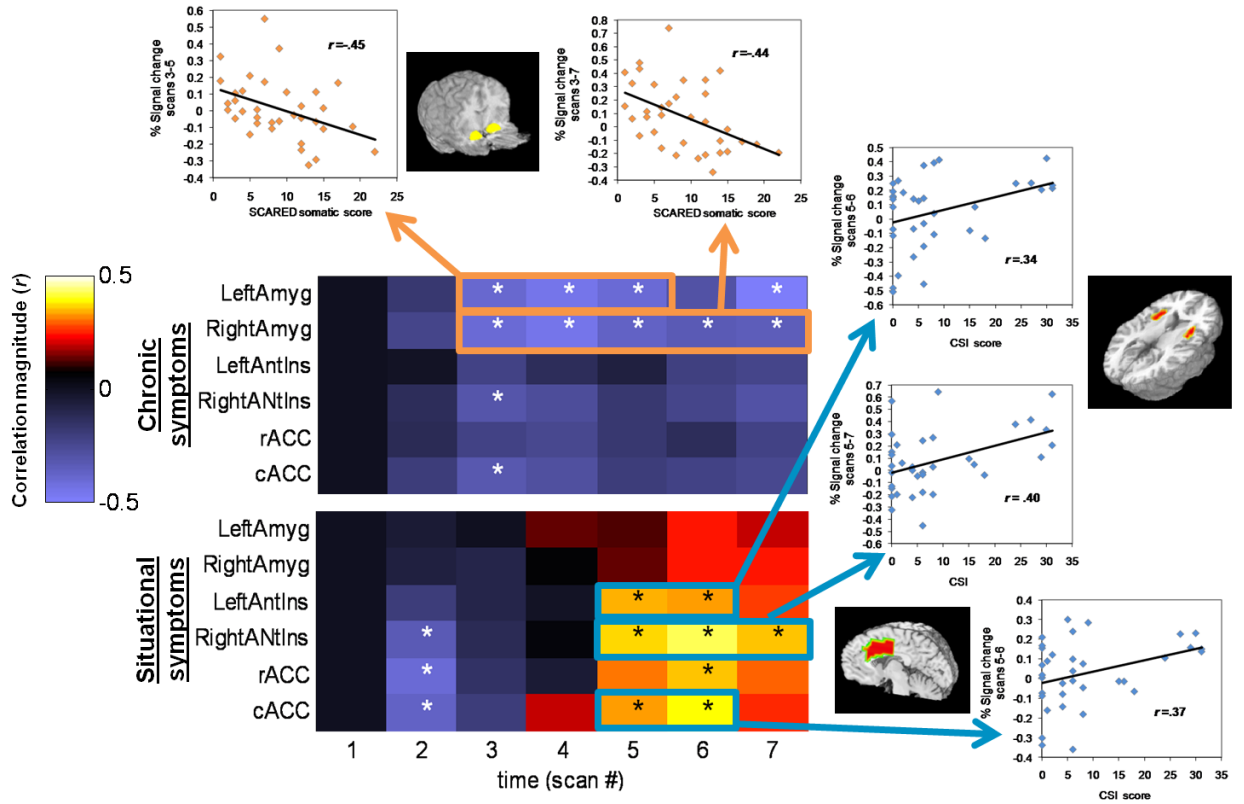 0.6
0.5
0.4
0.3
0.2
0.1
0
-0.1
-0.2
-0.3
-0.4
% Signal change
scans 3-5
r=-.45
0 5 10 15 20 25
SCARED somatic score
0.8
0.7
0.6
0.5
0.4
0.3
0.2
0.1
0
-0.1
-0.2
-0.3
-0.4
% Signal change
scans 3-7
r=-.44
0 5 10 15 20 25
SCARED somatic score
0.5
0.4
0.3
0.2
0.1
0
-0.1
-0.2
-0.3
-0.4
-0.5
-0.6
% Signal change
scans 5-6
r=.34
0 5 10 15 20 25 30 35
CSI score
Correlation magnitude (r)
0.5
0
-0.5
Chronic
symptoms
LeftAmyg * * * *
RightAmyg * * * * *
LeftAntIns
RightANtIns *
rACC
cACC *
0.7
0.6
0.5
0.4
0.3
0.2
0.1
0
-0.1
-0.2
-0.3
-0.4
-0.5
-0.6
% Signal change
scans 5-7
r= .40
0 5 10 15 20 25 30 35
CSI
Situational
symptoms
LeftAmyg
RightAmyg
LeftAntIns * *
RightANtIns * * * *
rACC * *
cACC * * *
1 2 3 4 5 6 7
time (scan #)
0.4
0.3
0.2
0.1
0
-0.1
-0.2
-0.3
-0.4
% Signal change
scans 5-6
r=.37
0 5 10 15 20 25 30 35
CSI score